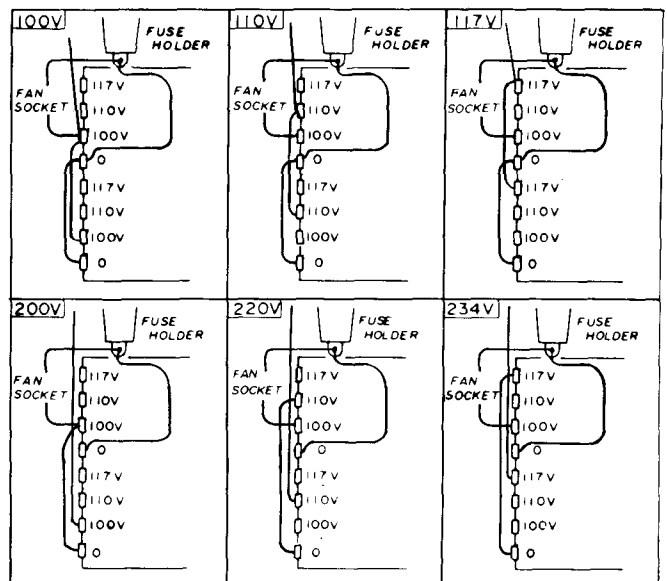 100V
FUSE
HOLDER
FAN
SOCKET
117V
110V
100V
0
117V
110V
100V
0
110V
FUSE
HOLDER
FAN
SOCKET
117V
110V
100V
0
117V
110V
100V
0
117V
FUSE
HOLDER
FAN
SOCKET
117V
110V
100V
0
117V
110V
100V
0
200V
FUSE
HOLDER
FAN
SOCKET
117V
110V
100V
0
117V
110V
100V
0
220V
FUSE
HOLDER
FAN
SOCKET
117V
110V
100V
0
117V
110V
100V
0
234V
FUSE
HOLDER
FAN
SOCKET
117V
110V
100V
0
117V
110V
100V
0